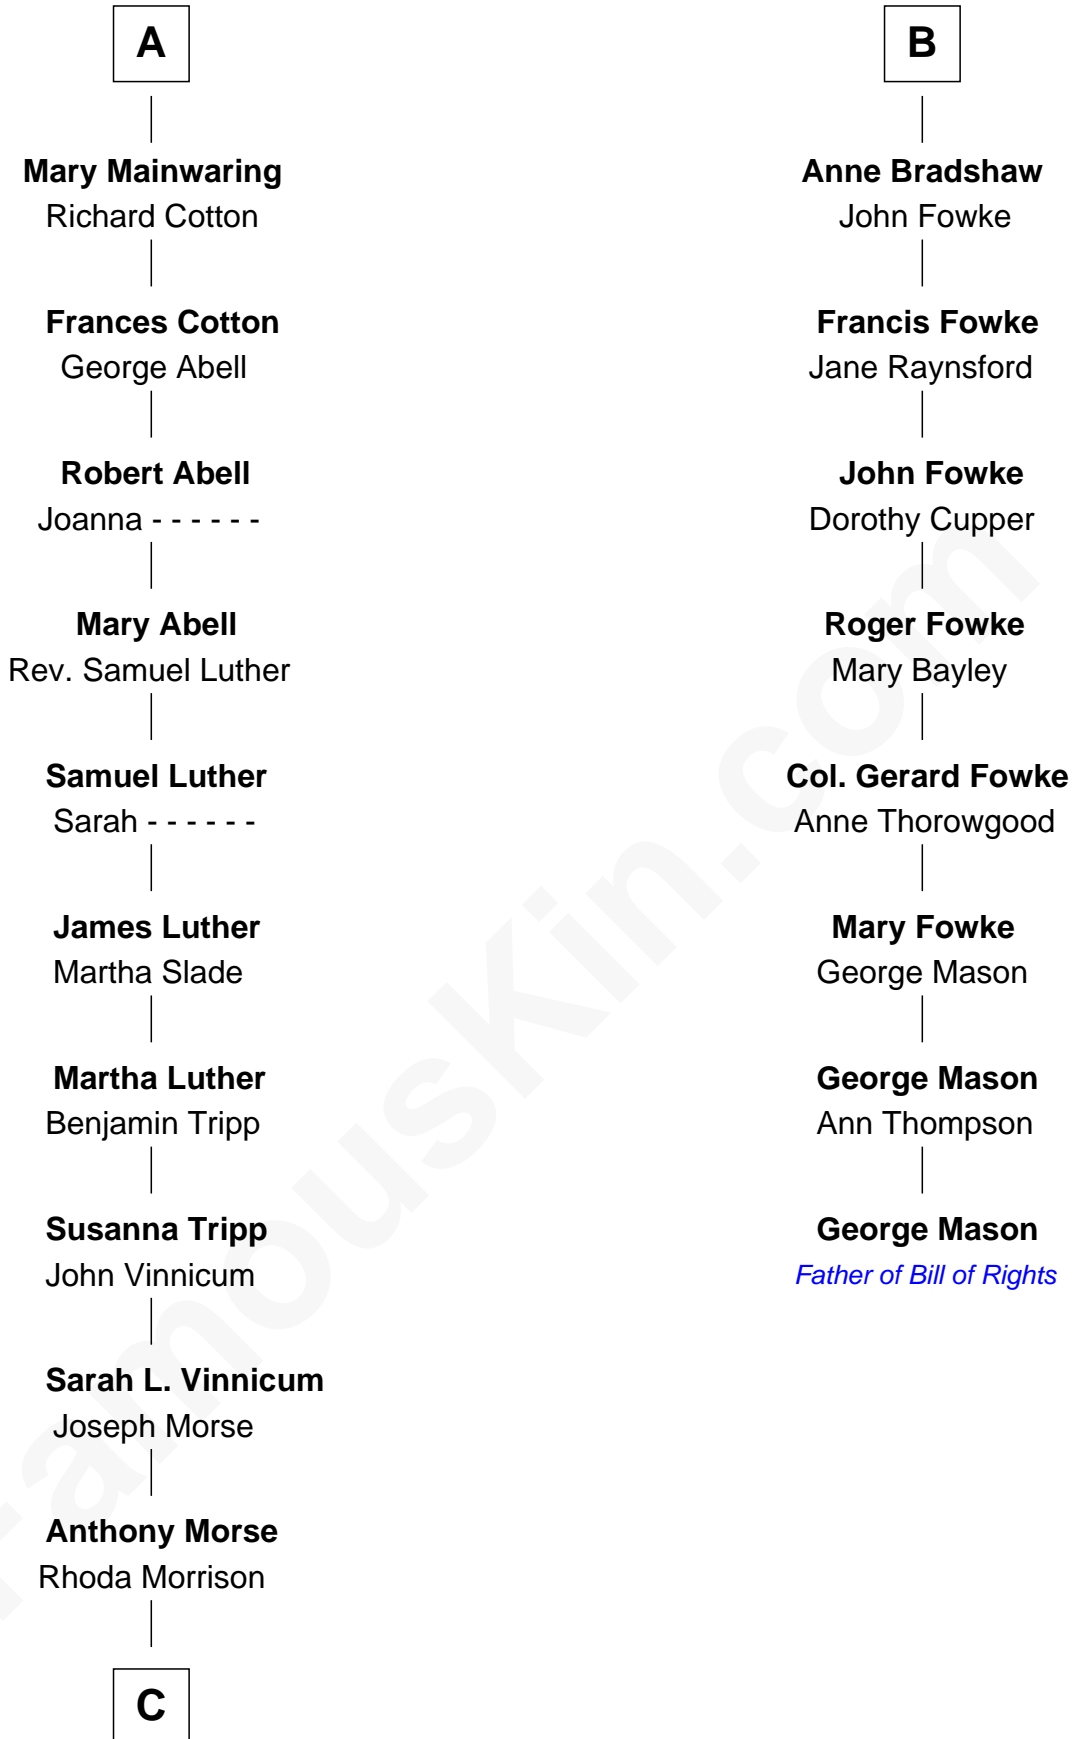 A
Mary Mainwaring
Richard Cotton
Frances Cotton
George Abell
Robert Abell
Joanna - - - - - -
Mary Abell
Rev. Samuel Luther
Samuel Luther
Sarah - - - - - -
James Luther
Martha Slade
Martha Luther
Benjamin Tripp
Susanna Tripp
John Vinnicum
Sarah L. Vinnicum
Joseph Morse
Anthony Morse
Rhoda Morrison
C
B
Anne Bradshaw
John Fowke
Francis Fowke
Jane Raynsford
John Fowke
Dorothy Cupper
Roger Fowke
Mary Bayley
Col. Gerard Fowke
Anne Thorowgood
Mary Fowke
George Mason
George Mason
Ann Thompson
George Mason
Father of Bill of Rights
FamousKin.com